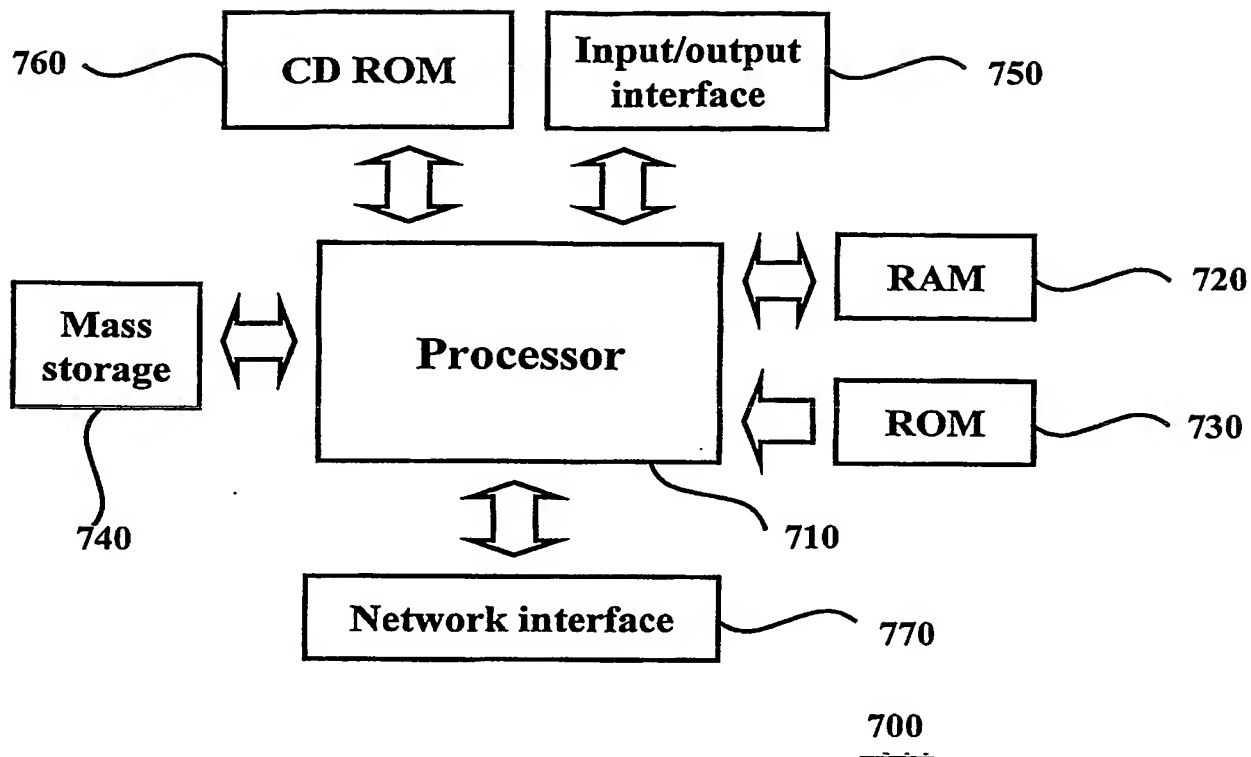 760
CD ROM
Input/output
interface
750
RAM
720
Mass
storage
Processor
ROM
730
740
710
Network interface
770
700